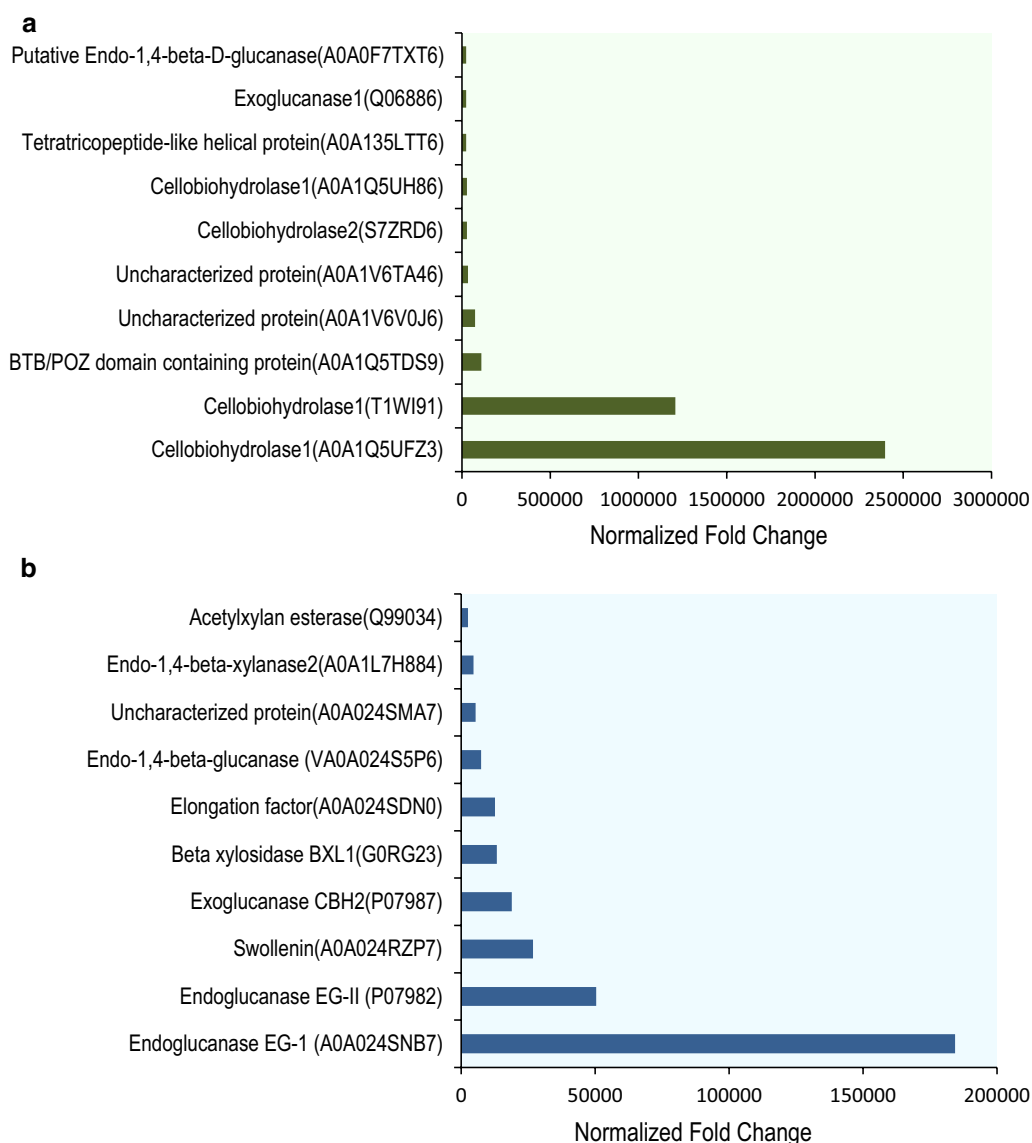 a
Putative Endo-1,4-beta-D-glucanase(A0A0F7TXT6)
Exoglucanase1(Q06886)
Tetratricopeptide-like helical protein(A0A135LTT6)
Cellobiohydrolase1(A0A1Q5UH86)
Cellobiohydrolase2(S7ZRD6)
Uncharacterized protein(A0A1V6TA46)
Uncharacterized protein(A0A1V6V0J6)
BTB/POZ domain containing protein(A0A1Q5TDS9)
Cellobiohydrolase1(T1WI91)
Cellobiohydrolase1(A0A1Q5UFZ3)
0 500000 1000000 1500000 2000000 2500000 3000000
Normalized Fold Change
b
Acetylxylan esterase(Q99034)
Endo-1,4-beta-xylanase2(A0A1L7H884)
Uncharacterized protein(A0A024SMA7)
Endo-1,4-beta-glucanase (VA0A024S5P6)
Elongation factor(A0A024SDN0)
Beta xylosidase BXL1(G0RG23)
Exoglucanase CBH2(P07987)
Swollenin(A0A024RZP7)
Endoglucanase EG-II (P07982)
Endoglucanase EG-1 (A0A024SNB7)
0 50000 100000 150000 200000
Normalized Fold Change